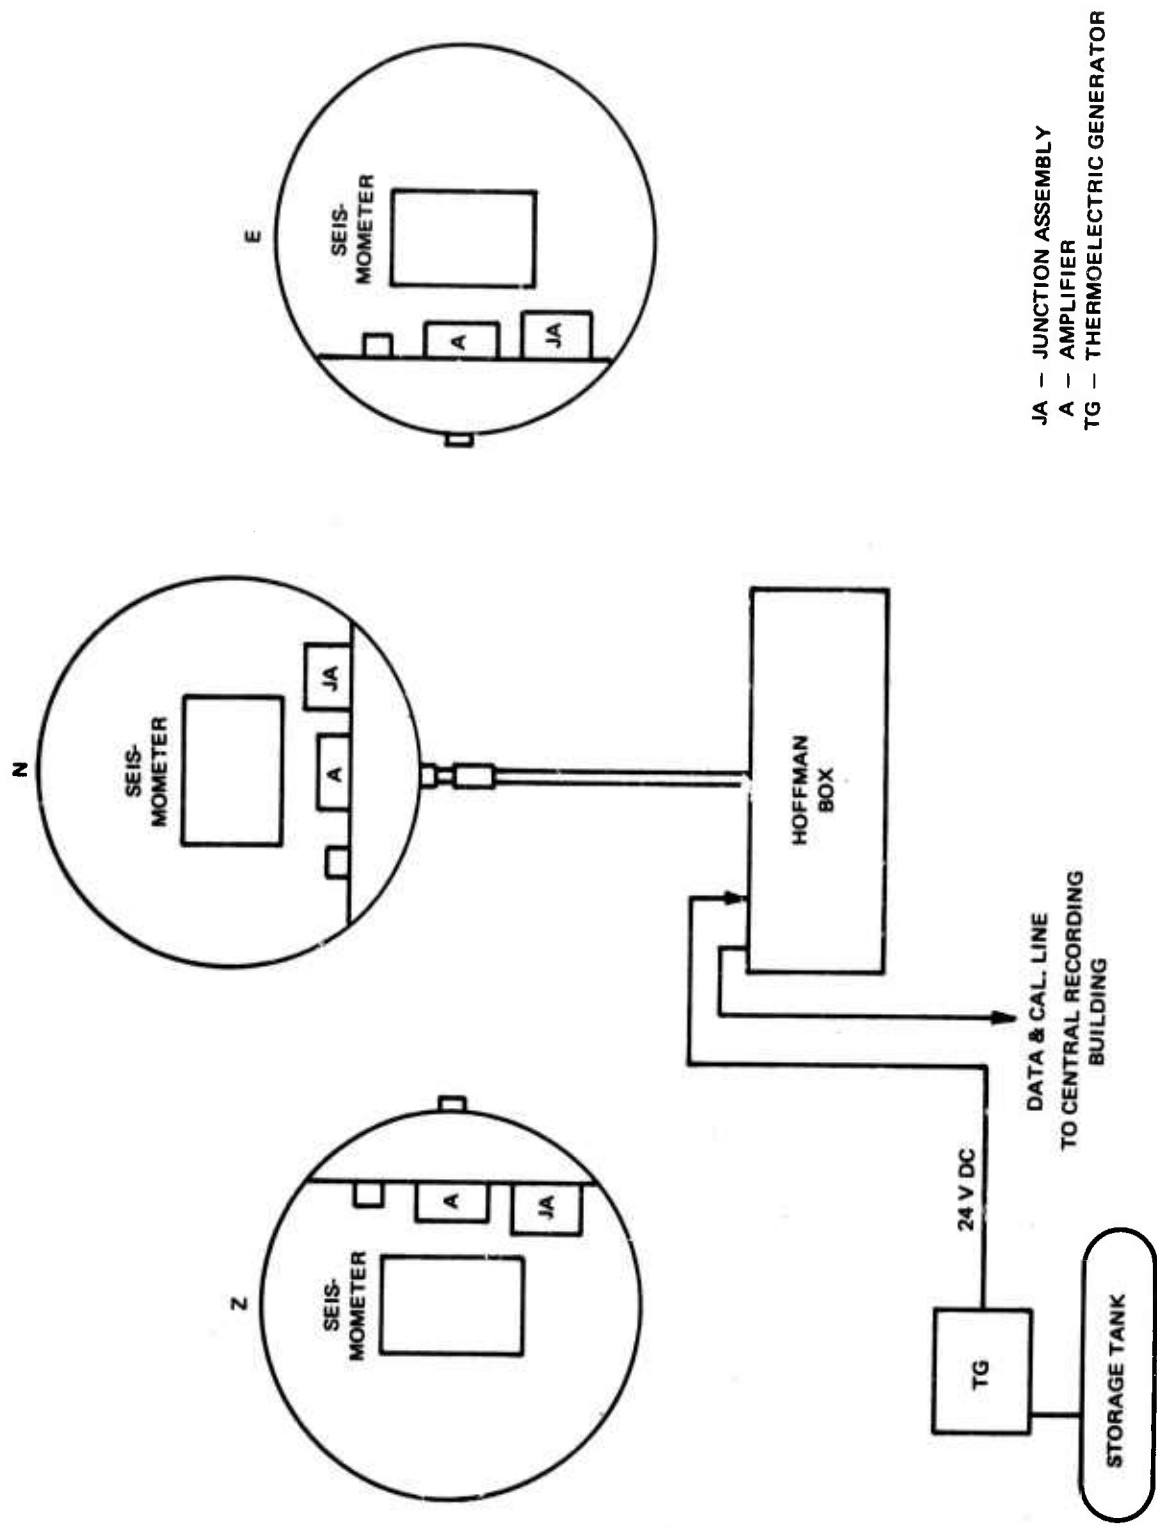 Z
N
E
SEIS-
MOMETER
A
JA
SEIS-
MOMETER
A
JA
SEIS-
MOMETER
A
JA
HOFFMAN
BOX
TG
24 V DC
STORAGE TANK
DATA & CAL. LINE
TO CENTRAL RECORDING
BUILDING
JA – JUNCTION ASSEMBLY
A – AMPLIFIER
TG – THERMOELECTRIC GENERATOR